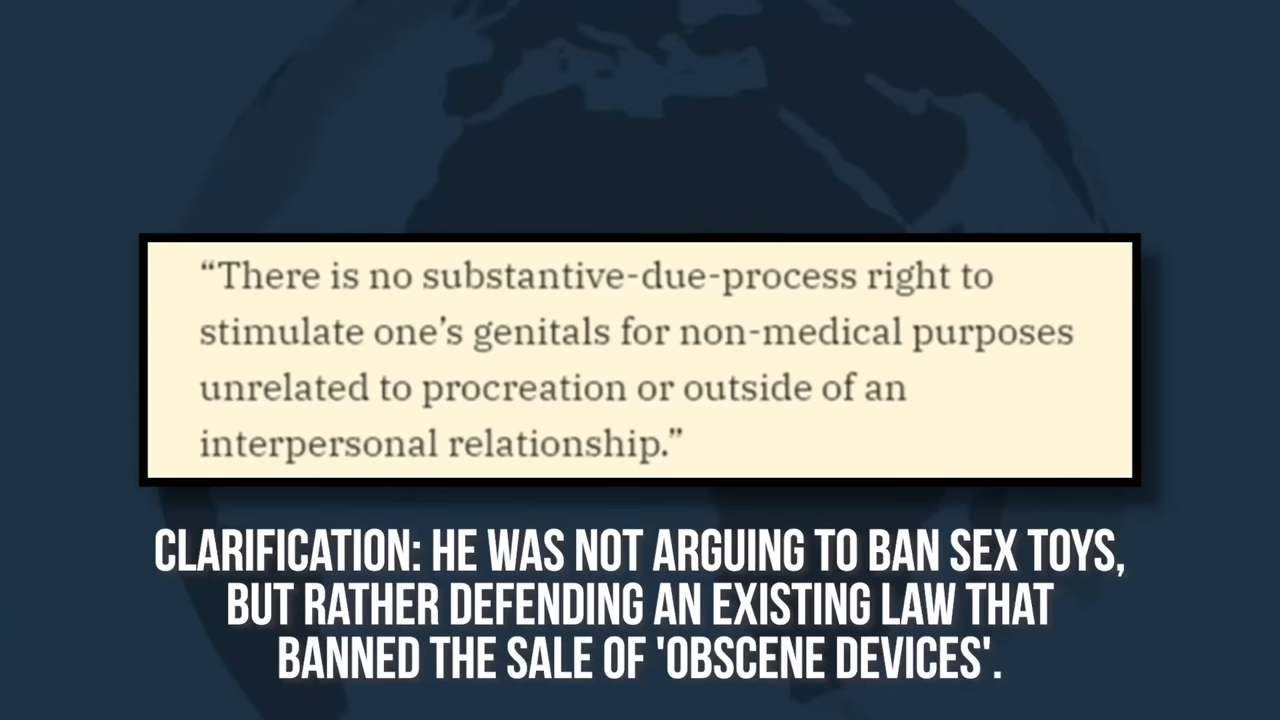 “There is no substantive-due-process right to
stimulate one’s genitals for non-medical purposes
unrelated to procreation or outside of an
interpersonal relationship.”
CLARIFICATION: HE WAS NOT ARGUING TO BAN SEX TOYS,
BUT RATHER DEFENDING AN EXISTING LAW THAT
BANNED THE SALE OF 'OBSCENE DEVICES'.